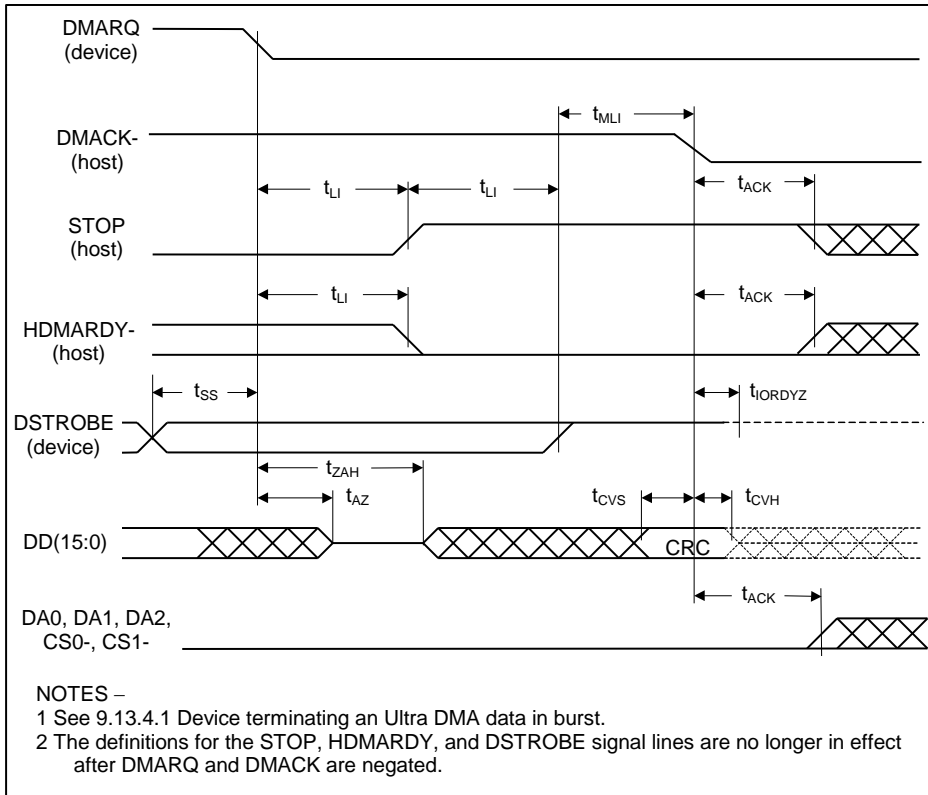 DMARQ
(device)
tMLI
DMACK-
(host)
tLI
tLI
tACK
STOP
(host)
tLI
tACK
HDMARDY-
(host)
tSS
tIORDYZ
DSTROBE
(device)
tZAH
tAZ
tCVS
tCVH
DD(15:0)
CRC
tACK
DA0, DA1, DA2,
CS0-, CS1-
NOTES –
1 See 9.13.4.1 Device terminating an Ultra DMA data in burst.
2 The definitions for the STOP, HDMARDY, and DSTROBE signal lines are no longer in effect
after DMARQ and DMACK are negated.